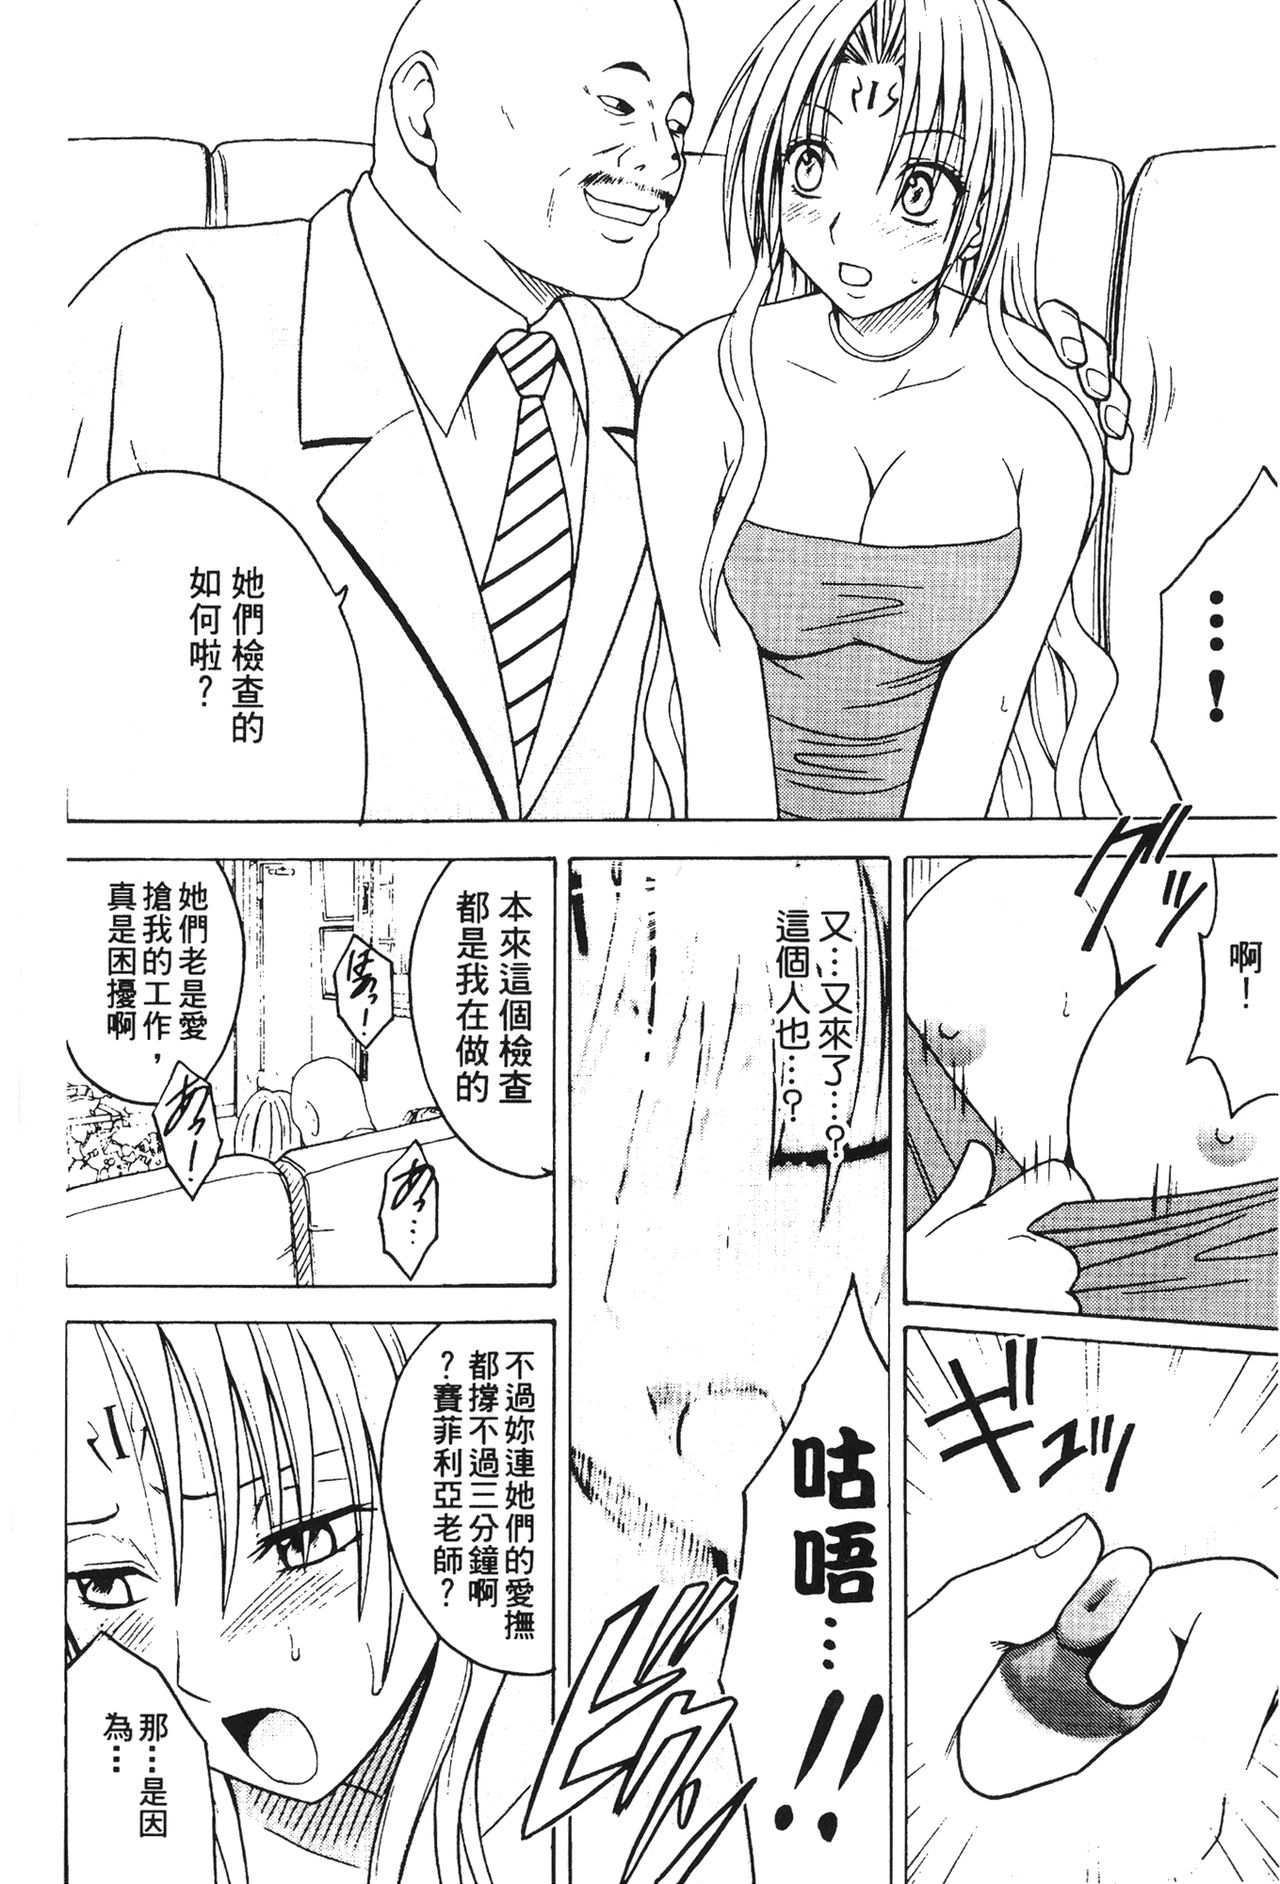 …！
她們檢查的
如何啦？
グッ
啊！
ギュッ
又…又來了…？
這個人也…？
咕唔…！！
ビクッ
本來這個檢查
都是我在做的
她們老是愛
搶我的工作，
真是困擾啊
はぁっ！
あっ！
あっ…
不過妳連她們的愛撫
都撐不過三分鐘啊
？賽菲利亞老師？
那…是因
為…